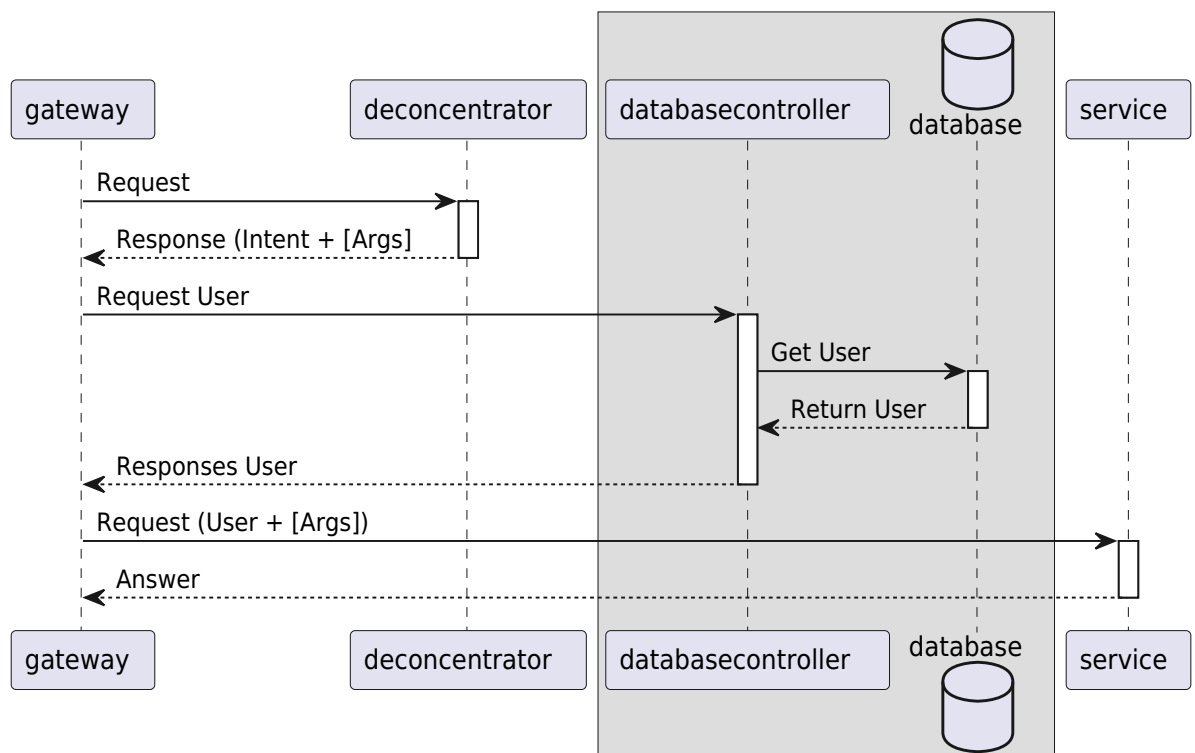 gateway
deconcentrator
databasecontroller
database
service
Request
Response (Intent + [Args]
Request User
Get User
Return User
Responses User
Request (User + [Args])
Answer
gateway
deconcentrator
databasecontroller
database
service